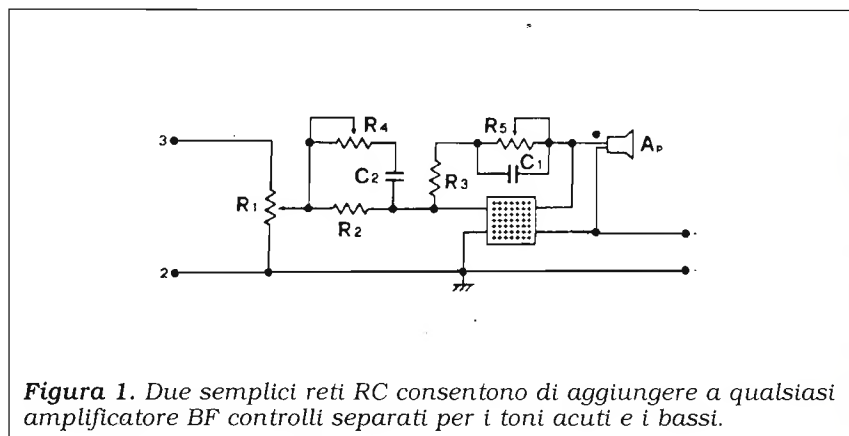 R4
R5
3
Ap
C1
C2
R3
R1
R2
2
Figura 1. Due semplici reti RC consentono di aggiungere a qualsiasi
amplificatore BF controlli separati per i toni acuti e i bassi.